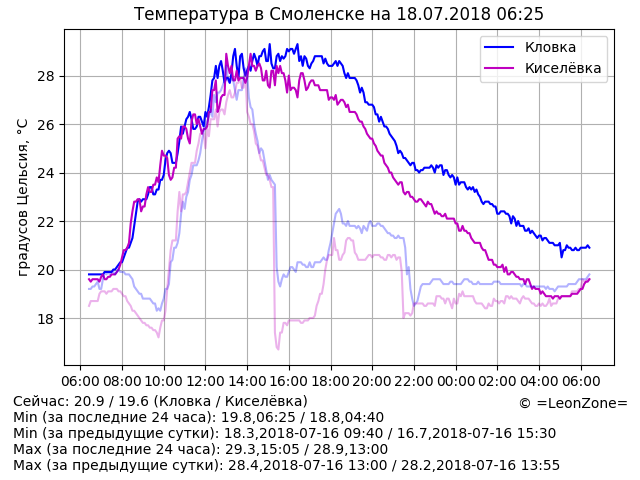 Температура в Смоленске на 18.07.2018 06:25
Кловка
Киселёвка
градусов Цельсия, °C
28
26
24
22
20
18
06:00 08:00 10:00 12:00 14:00 16:00 18:00 20:00 22:00 00:00 02:00 04:00 06:00
Сейчас: 20.9 / 19.6 (Кловка / Киселёвка)
© =LeonZone=
Min (за последние 24 часа): 19.8,06:25 / 18.8,04:40
Min (за предыдущие сутки): 18.3,2018-07-16 09:40 / 16.7,2018-07-16 15:30
Max (за последние 24 часа): 29.3,15:05 / 28.9,13:00
Max (за предыдущие сутки): 28.4,2018-07-16 13:00 / 28.2,2018-07-16 13:55